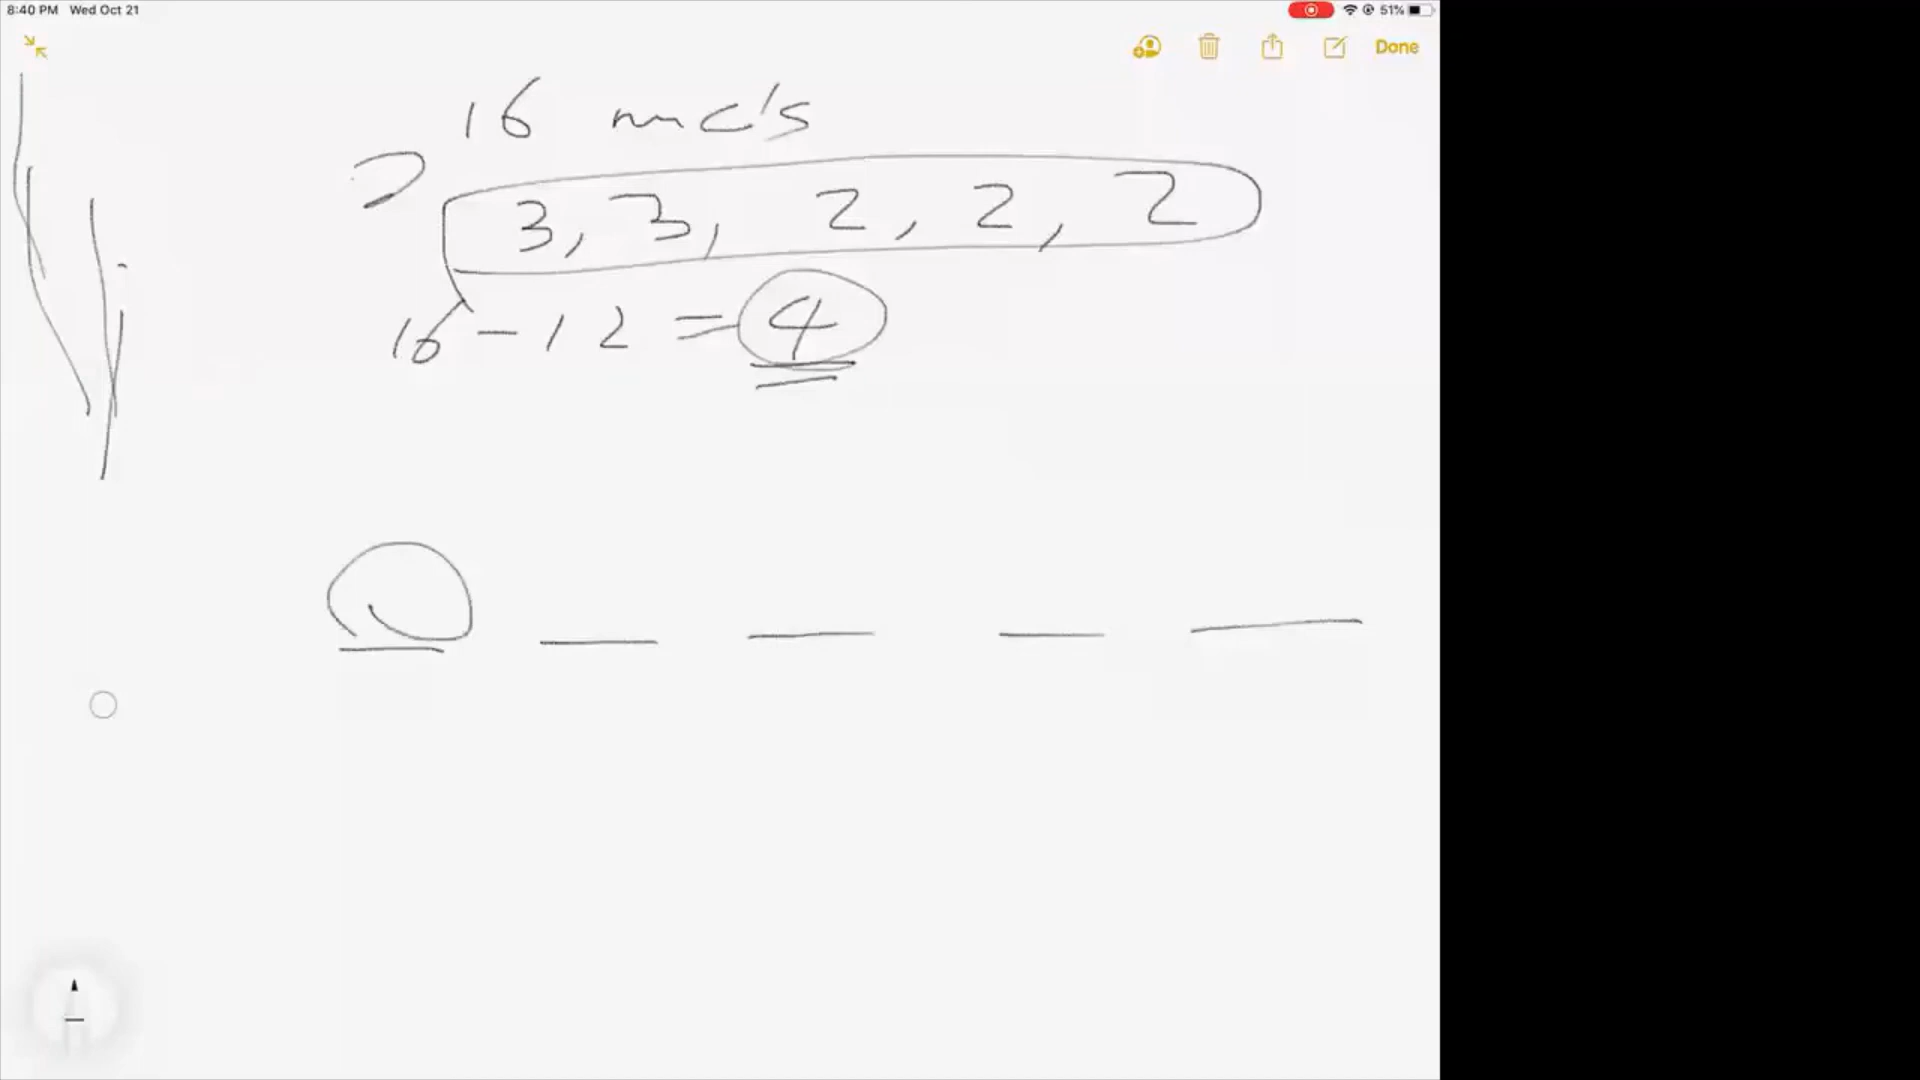 8:40 PM Wed Oct 21
51%
Done
16 mc's
3, 3, 2, 2, 2
16 - 12 = 4